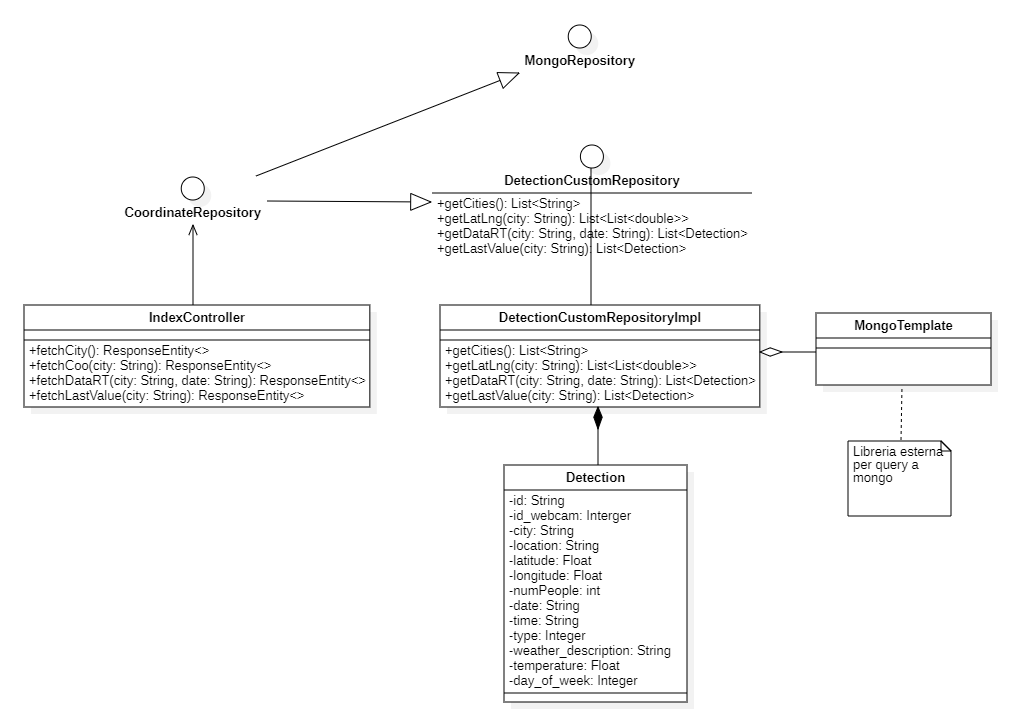 MongoRepository
CoordinateRepository
DetectionCustomRepository
+getCities(): List<String>
+getLatLng(city: String): List<List<double>>
+getDataRT(city: String, date: String): List<Detection>
+getLastValue(city: String): List<Detection>
IndexController
+fetchCity(): ResponseEntity<>
+fetchCoo(city: String): ResponseEntity<>
+fetchDataRT(city: String, date: String): ResponseEntity<>
+fetchLastValue(city: String): ResponseEntity<>
DetectionCustomRepositoryImpl
+getCities(): List<String>
+getLatLng(city: String): List<List<double>>
+getDataRT(city: String, date: String): List<Detection>
+getLastValue(city: String): List<Detection>
MongoTemplate
Libreria esterna
per query a
mongo
Detection
-id: String
-id_webcam: Interger
-city: String
-location: String
-latitude: Float
-longitude: Float
-numPeople: int
-date: String
-time: String
-type: Integer
-weather_description: String
-temperature: Float
-day_of_week: Integer